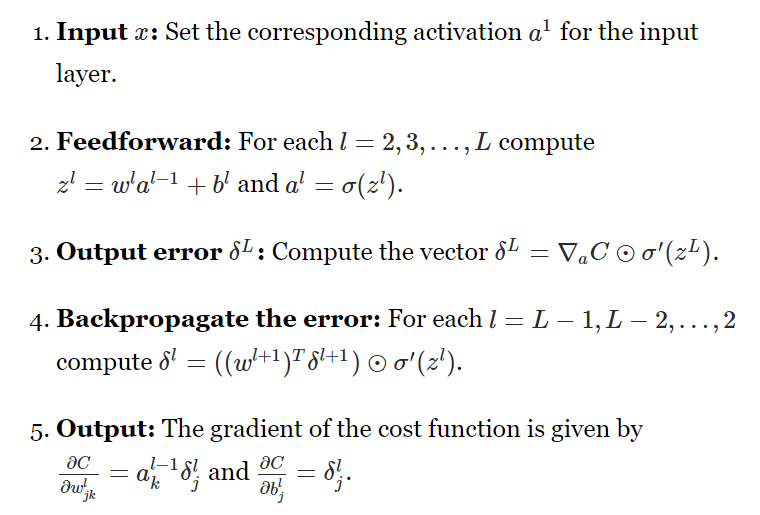 1. Input x: Set the corresponding activation a¹ for the input
layer.
2. Feedforward: For each l = 2, 3, . . . , L compute
zˡ = wˡaˡ⁻¹ + bˡ and aˡ = σ(zˡ).
3. Output error δᴸ: Compute the vector δᴸ = ∇ₐC ⊙ σ′(zᴸ).
4. Backpropagate the error: For each l = L − 1, L − 2, . . . , 2
compute δˡ = ((wˡ⁺¹)ᵀδˡ⁺¹) ⊙ σ′(zˡ).
5. Output: The gradient of the cost function is given by
∂C/∂wˡⱼₖ = aₖˡ⁻¹δⱼˡ and ∂C/∂bⱼˡ = δⱼˡ.